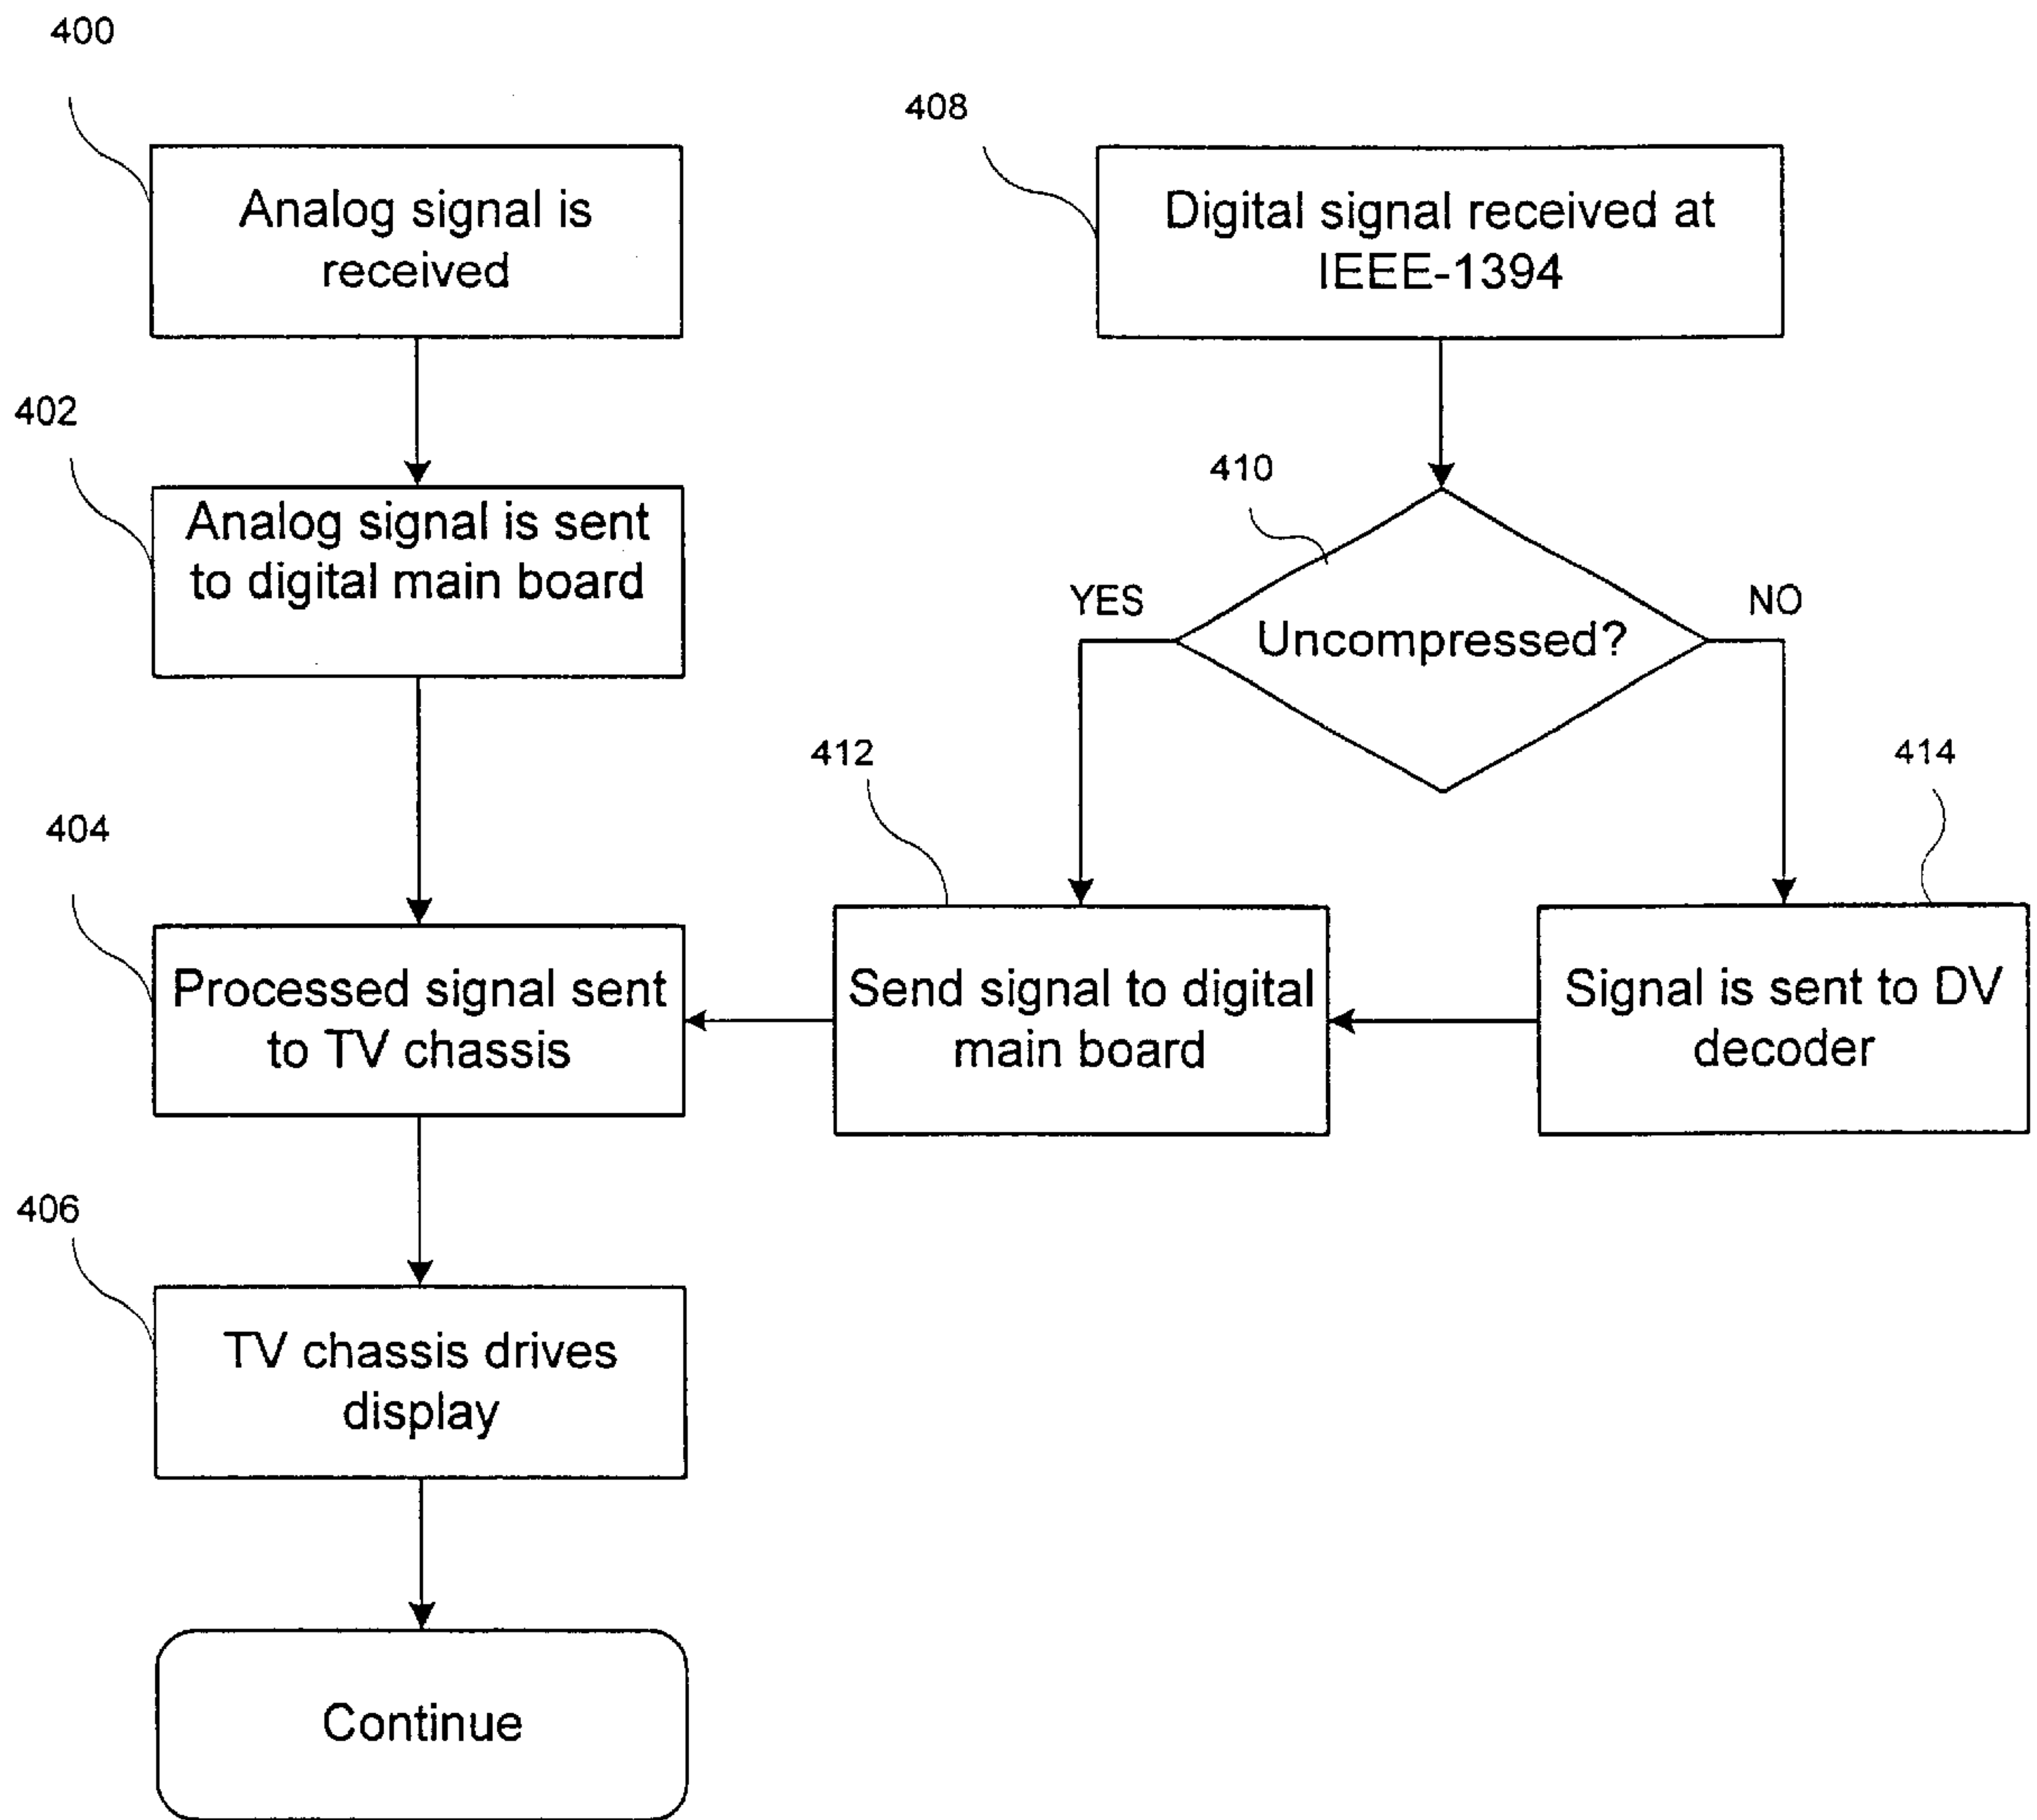 400
Analog signal is
received
402
Analog signal is sent
to digital main board
404
Processed signal sent
to TV chassis
406
TV chassis drives
display
Continue
408
Digital signal received at
IEEE-1394
410
YES
Uncompressed?
NO
412
Send signal to digital
main board
414
Signal is sent to DV
decoder